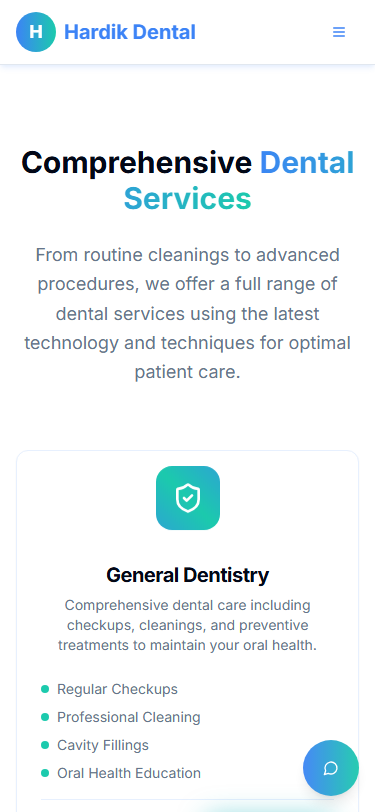 H Hardik Dental
Comprehensive Dental
Services
From routine cleanings to advanced
procedures, we offer a full range of
dental services using the latest
technology and techniques for optimal
patient care.
General Dentistry
Comprehensive dental care including
checkups, cleanings, and preventive
treatments to maintain your oral health.
Regular Checkups
Professional Cleaning
Cavity Fillings
Oral Health Education